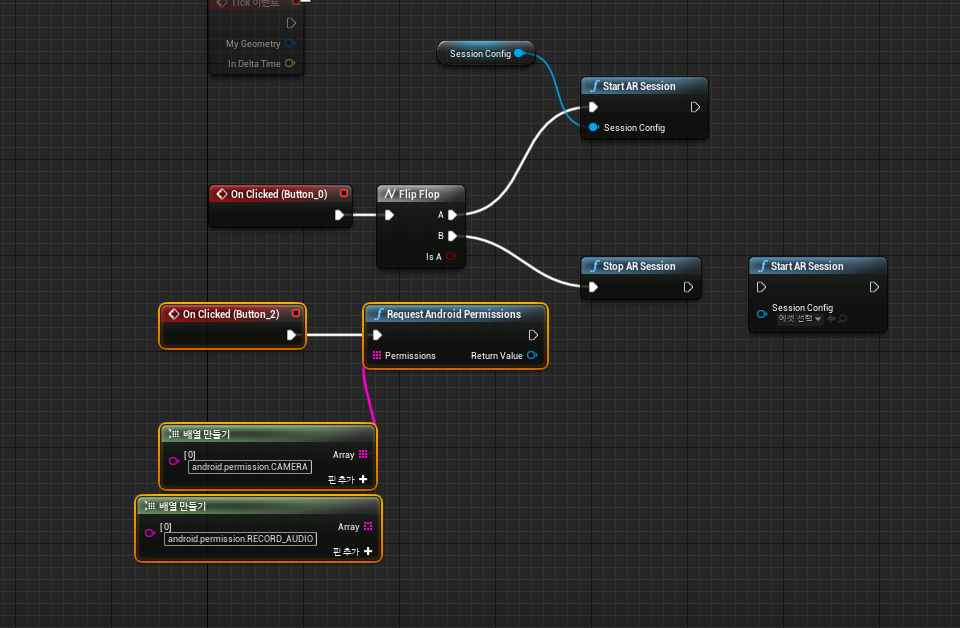 Tick 이벤트
My Geometry
In Delta Time
Session Config
Start AR Session
Session Config
On Clicked (Button_0)
Flip Flop
A
B
Is A
Stop AR Session
Start AR Session
Session Config
에셋 선택
On Clicked (Button_2)
Request Android Permissions
Permissions
Return Value
배열 만들기
[0]
Array
android.permission.CAMERA
핀 추가
배열 만들기
[0]
Array
android.permission.RECORD_AUDIO
핀 추가